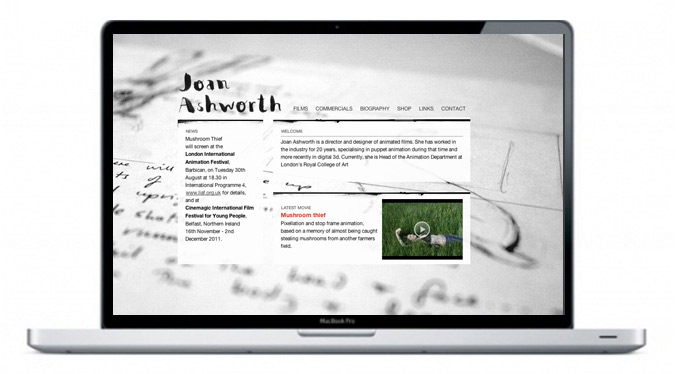 Joan
Ashworth
FILMS COMMERCIALS BIOGRAPHY SHOP LINKS CONTACT
NEWS
Mushroom Thief
will screen at the
London International
Animation Festival.
Barbican, on Tuesday 30th
August at 18.30 in
International Programme 4,
www.liaf.org.uk for details,
and at
Cinemagic International Film
Festival for Young People.
Belfast, Northern Ireland
16th November - 2nd
December 2011.
WELCOME
Joan Ashworth is a director and designer of animated films. She has worked in
the industry for 20 years, specialising in puppet animation during that time and
more recently in digital 3d. Currently, she is Head of the Animation Department at
London's Royal College of Art
LATEST MOVIE
Mushroom thief
Pixellation and stop frame animation,
based on a memory of almost being caught
stealing mushrooms from another farmers
field.
MacBook Pro